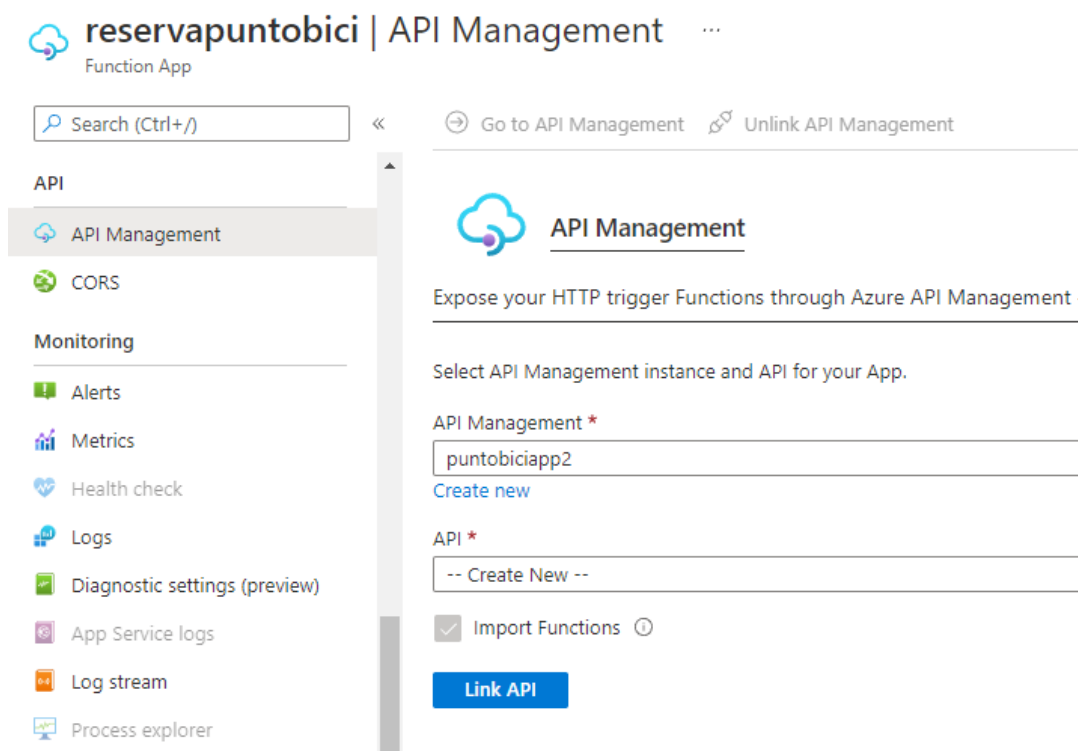 reservapuntobici | API Management ...
Function App
Search (Ctrl+/)
«
API
API Management
CORS
Monitoring
Alerts
Metrics
Health check
Logs
Diagnostic settings (preview)
App Service logs
Log stream
Process explorer
Go to API Management
Unlink API Management
API Management
Expose your HTTP trigger Functions through Azure API Management
Select API Management instance and API for your App.
API Management *
puntobiciapp2
Create new
API *
-- Create New --
Import Functions
Link API